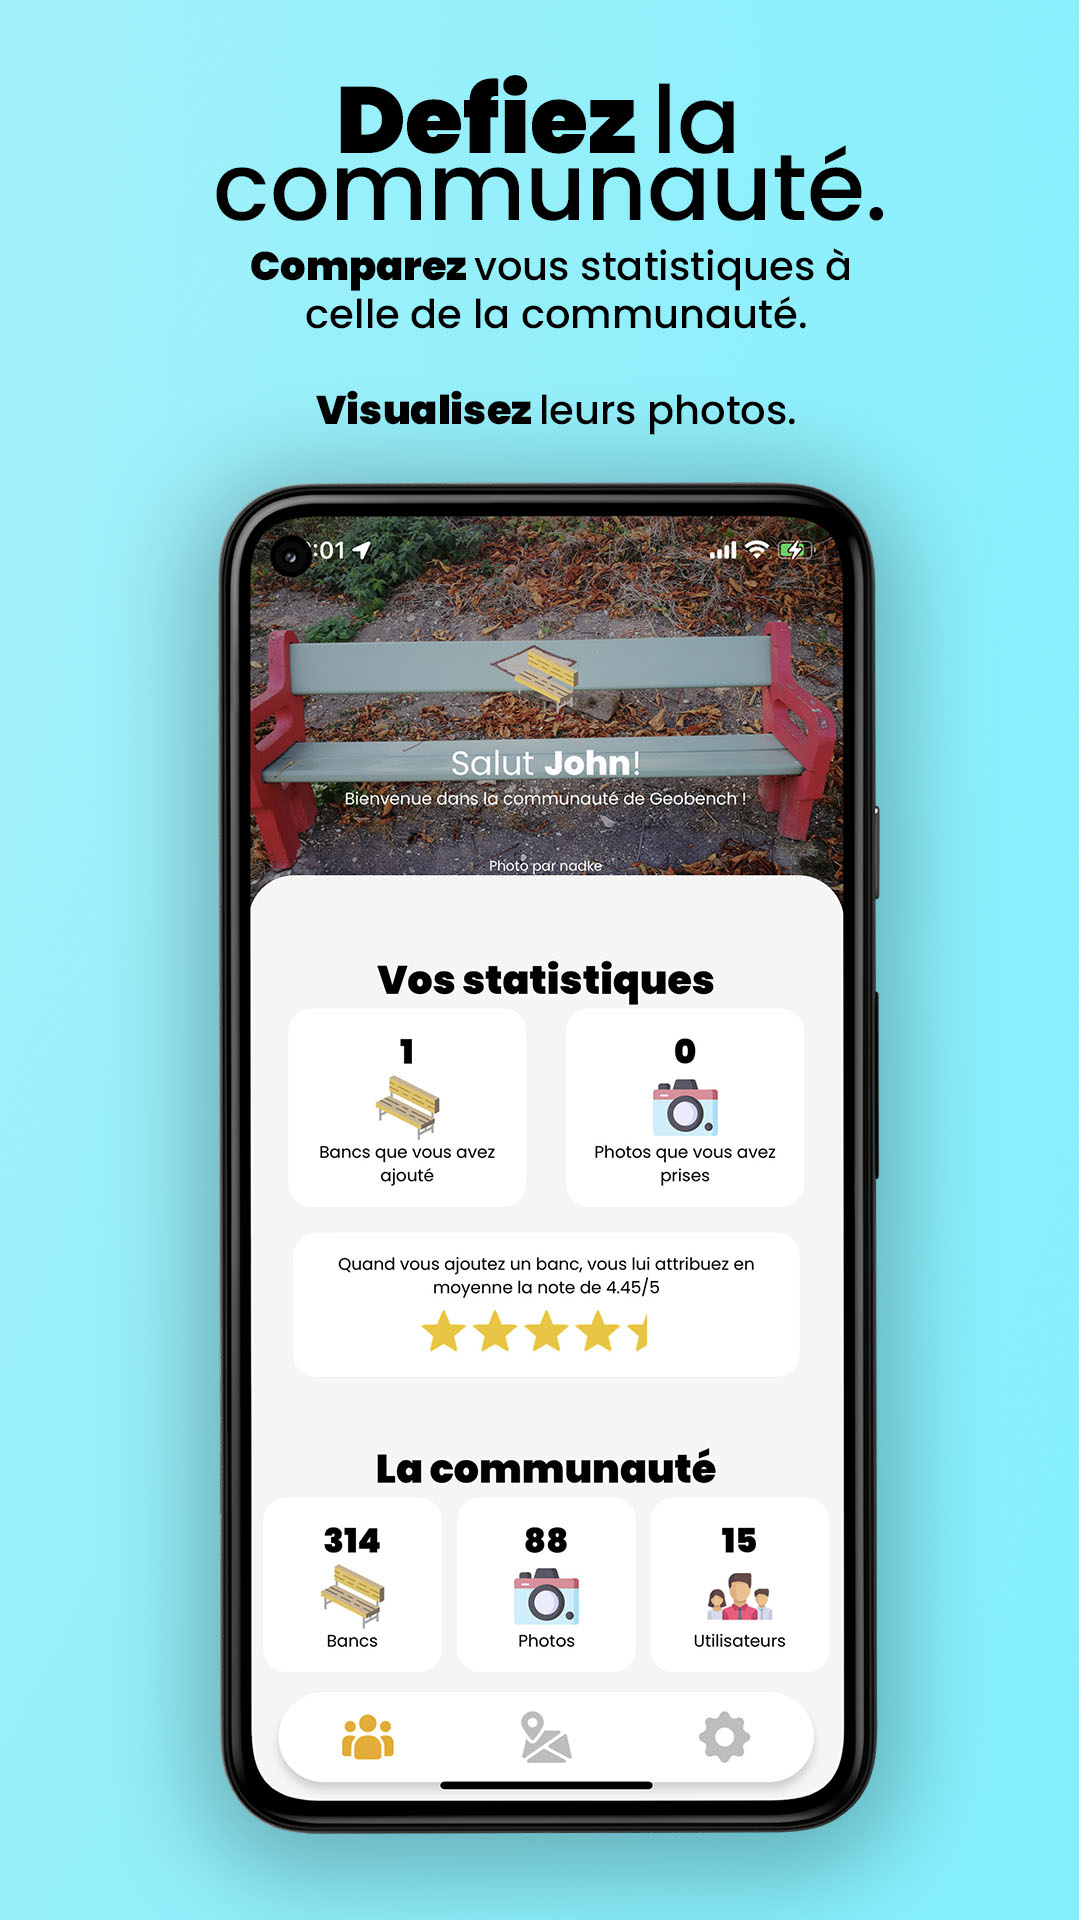 Defiez la
communauté.
Comparez vous statistiques à
celle de la communauté.
Visualisez leurs photos.
:01
Salut John!
Bienvenue dans la communauté de Geobench !
Photo par nadke
Vos statistiques
1
Bancs que vous avez
ajouté
0
Photos que vous avez
prises
Quand vous ajoutez un banc, vous lui attribuez en
moyenne la note de 4.45/5
La communauté
314
Bancs
88
Photos
15
Utilisateurs